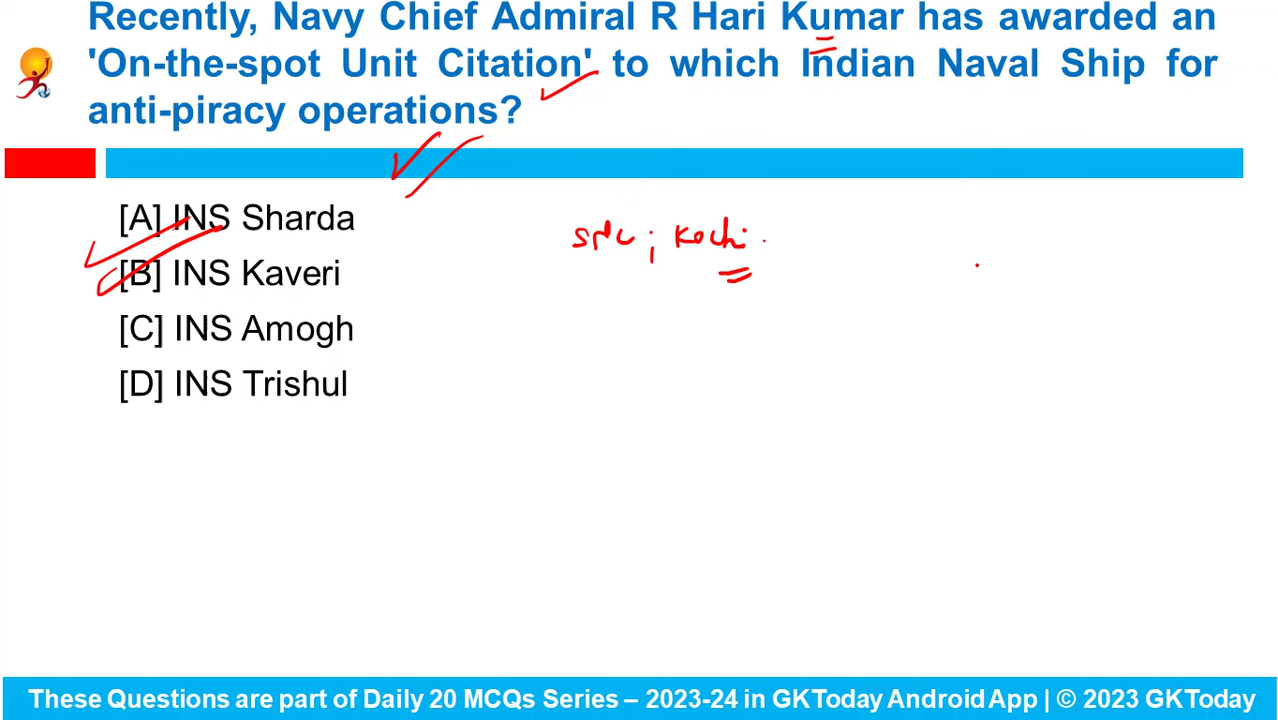 Recently, Navy Chief Admiral R Hari Kumar has awarded an
'On-the-spot Unit Citation' to which Indian Naval Ship for
anti-piracy operations?
[A] INS Sharda
[B] INS Kaveri
[C] INS Amogh
[D] INS Trishul
; Kochi
These Questions are part of Daily 20 MCQs Series – 2023-24 in GKToday Android App | © 2023 GKToday